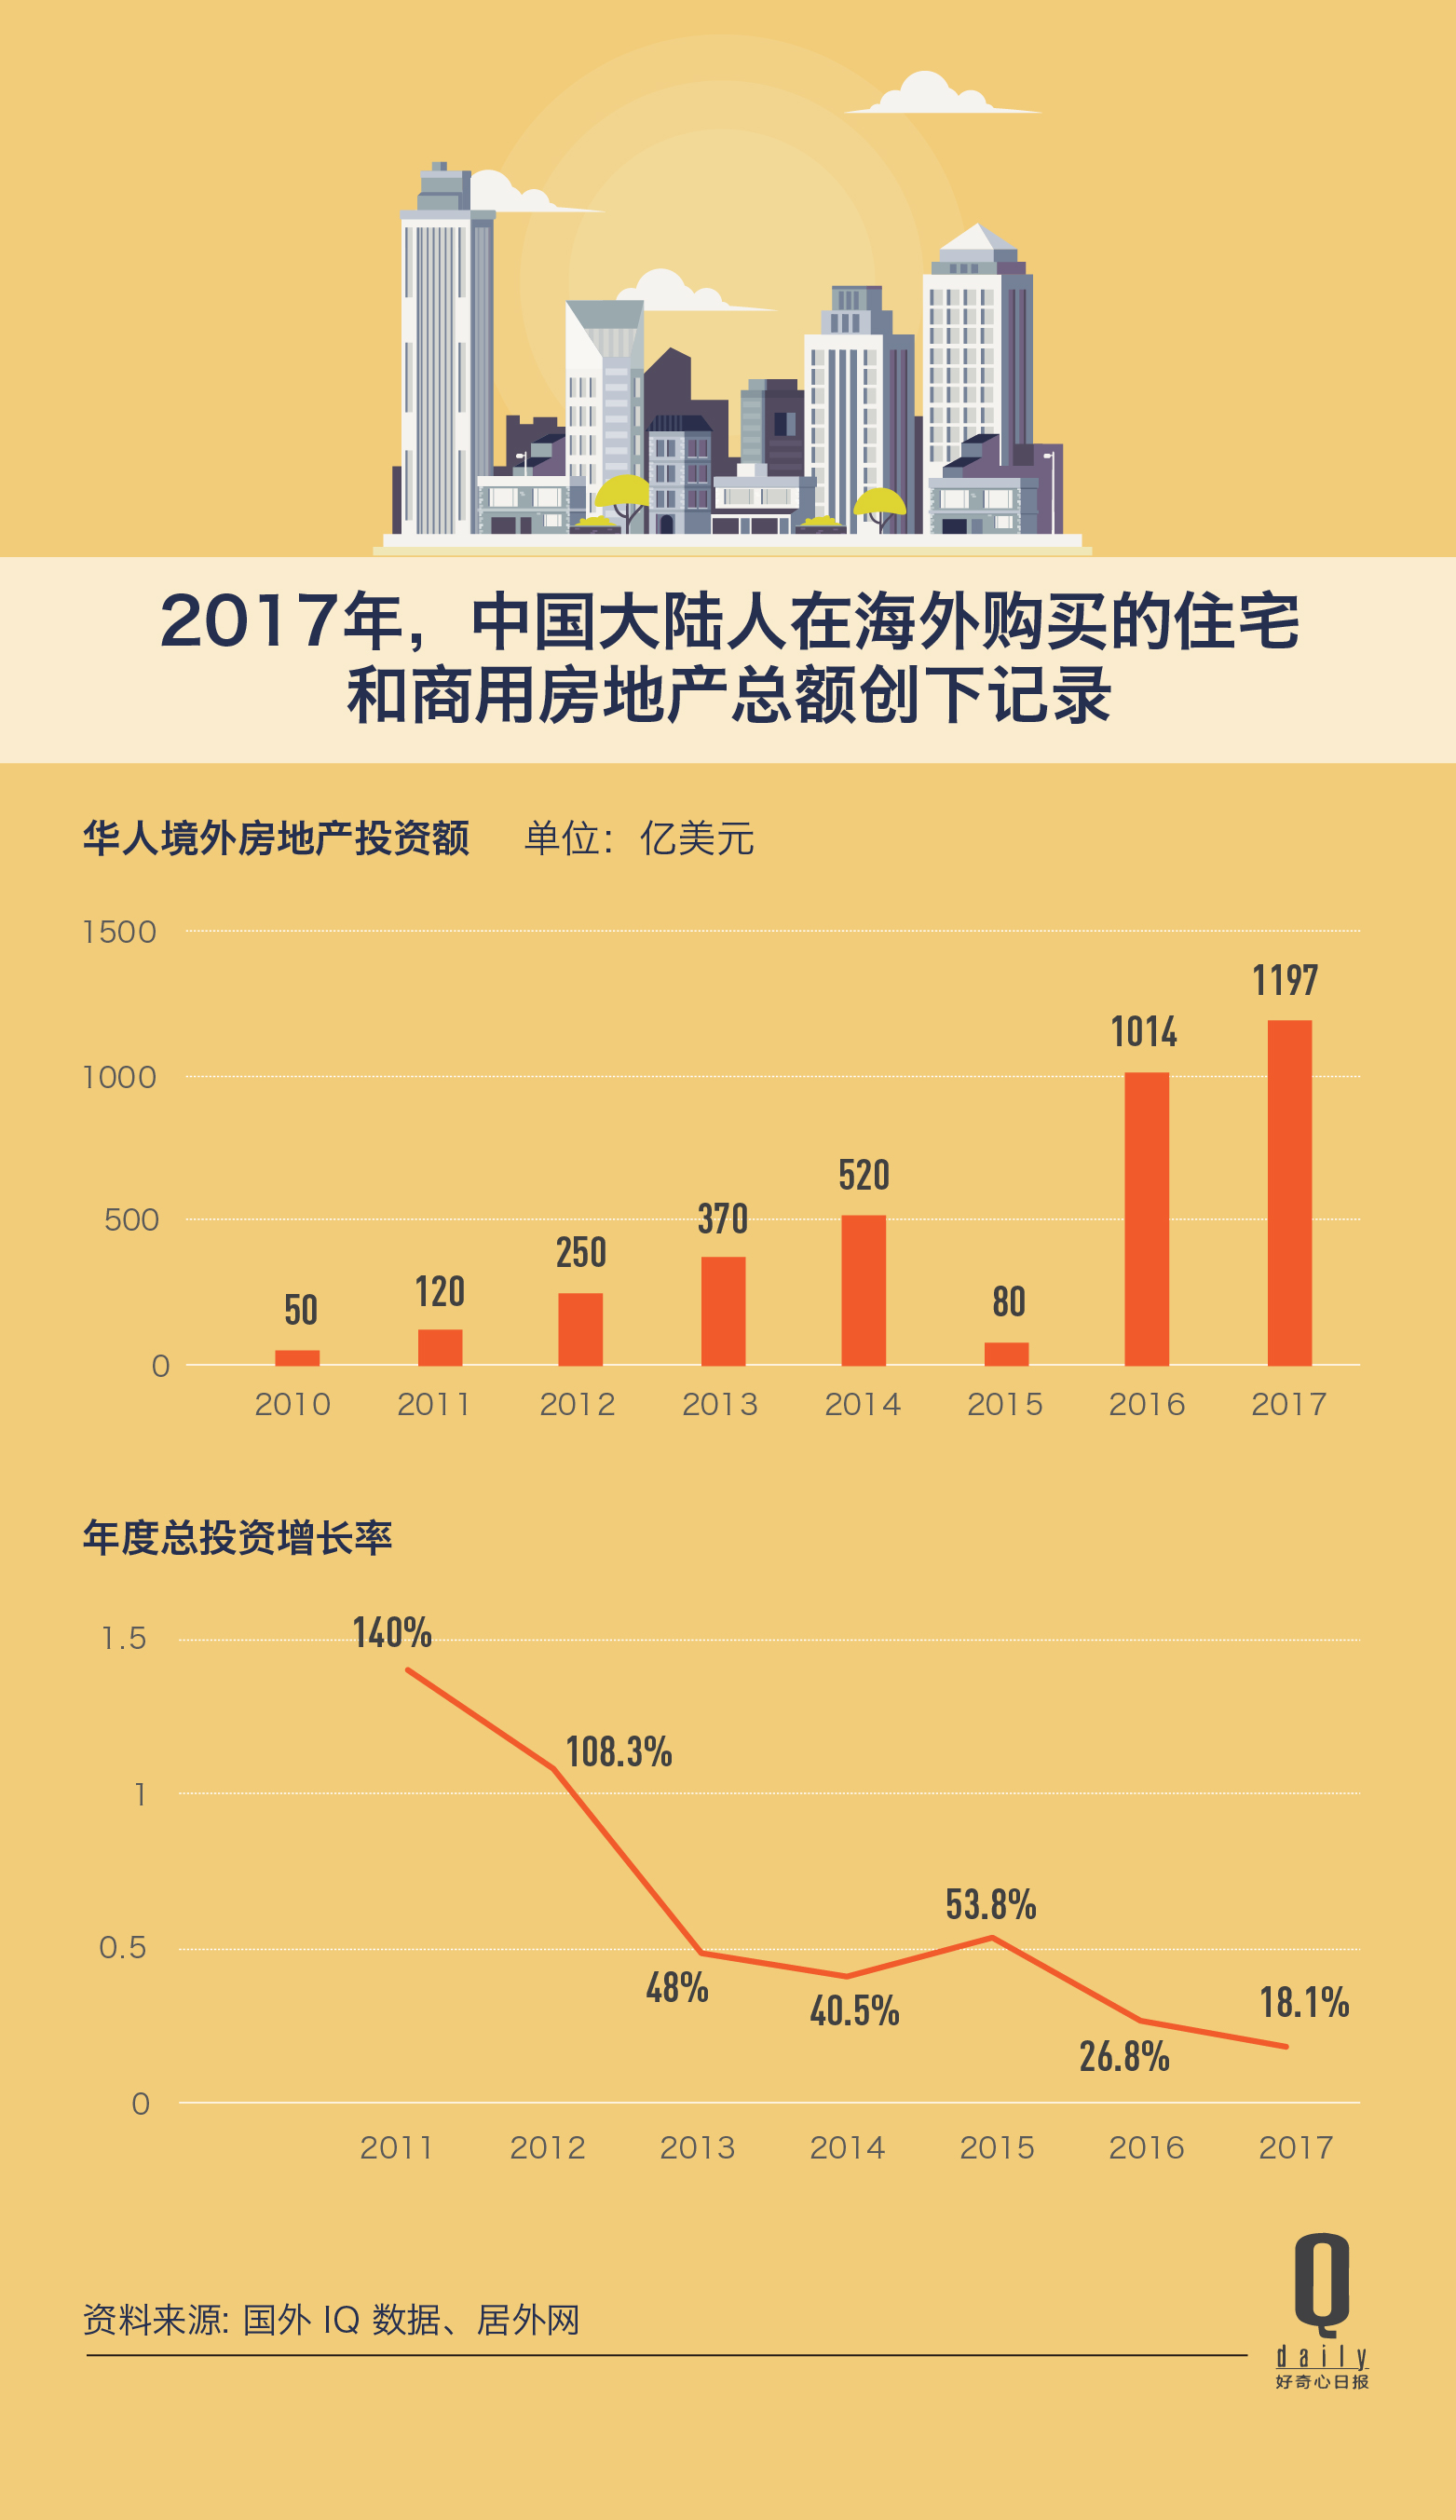 2017年，中国大陆人在海外购买的住宅
和商用房地产总额创下记录
华人境外房地产投资额 单位：亿美元
1500
1197
1014
1000
520
500
370
250
120
80
50
0
2010 2011 2012 2013 2014 2015 2016 2017
年度总投资增长率
140%
1.5
108.3%
1
53.8%
0.5
48%
40.5%
18.1%
26.8%
0
2011 2012 2013 2014 2015 2016 2017
资料来源: 国外 IQ 数据、居外网
Q
daily
好奇心日报